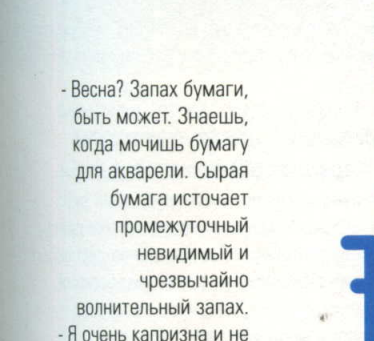 - Весна? Запах бумаги,
быть может. Знаешь,
когда мочишь бумагу
для акварели. Сырая
бумага источает
промежуточный
невидимый и
чрезвычайно
волнительный запах.
- Я очень капризна и не